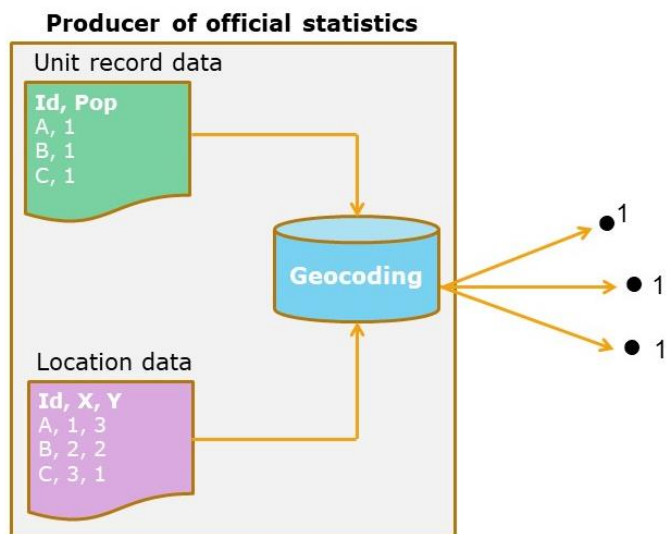 Producer of official statistics
Unit record data
Id, Pop
A, 1
B, 1
C, 1
Geocoding
1
1
1
Location data
Id, X, Y
A, 1, 3
B, 2, 2
C, 3, 1